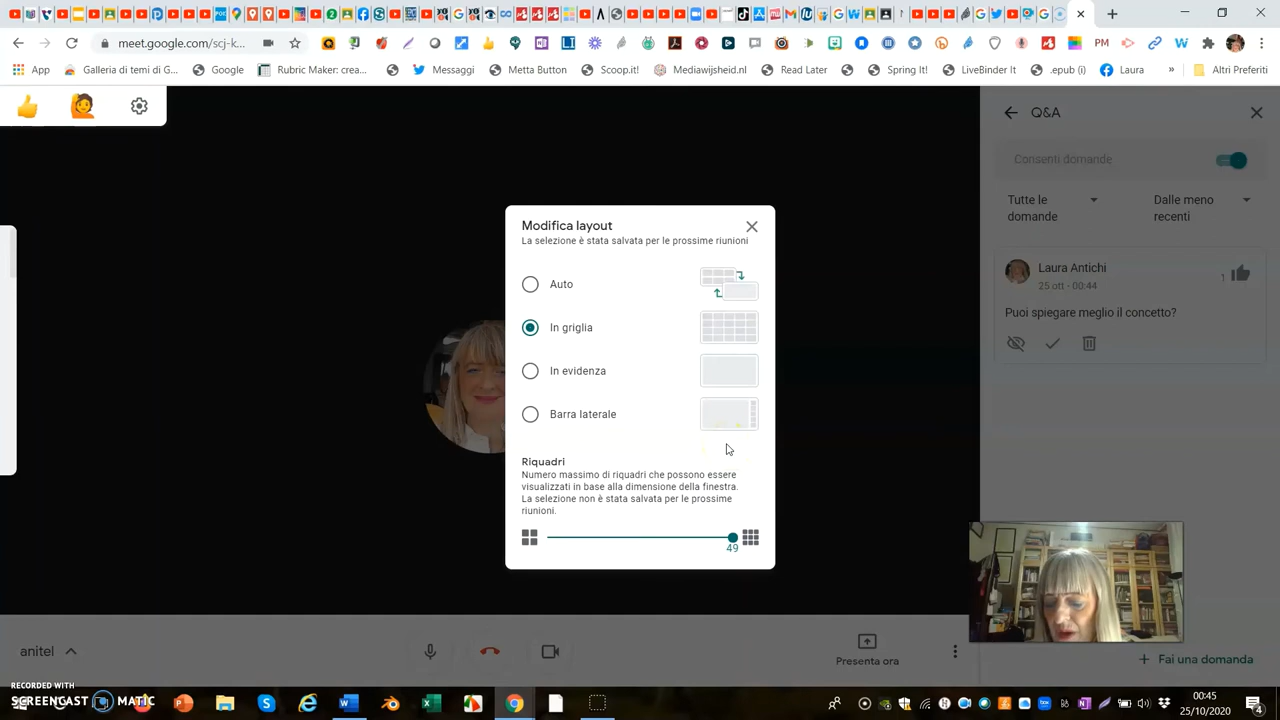 meet.google.com/scj-k...
App
Galleria di temi di G...
Google
Rubric Maker: crea...
Messaggi
Metta Button
Scoop.it!
Mediawijsheid.nl
Read Later
Spring It!
LiveBinder It
.epub (i)
Laura
»
Altri Preferiti
Q&A
Consenti domande
Tutte le
domande
Dalle meno
recenti
Laura Antichi
25 ott - 00:44
1
Puoi spiegare meglio il concetto?
Modifica layout
La selezione è stata salvata per le prossime riunioni
Auto
In griglia
In evidenza
Barra laterale
Riquadri
Numero massimo di riquadri che possono essere
visualizzati in base alla dimensione della finestra.
La selezione non è stata salvata per le prossime
riunioni.
49
anitel
Presenta ora
+ Fai una domanda
RECORDED WITH
SCREENCAST MATIC
00:45
25/10/2020
4